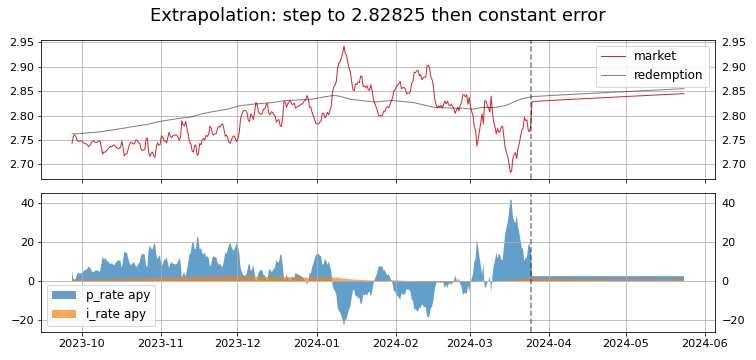 Extrapolation: step to 2.82825 then constant error
2.95 2.95
2.90 2.90
2.85 2.85
2.80 2.80
2.75 2.75
2.70 2.70
market
redemption
40 40
20 20
0 0
−20 −20
p_rate apy
i_rate apy
2023-10 2023-11 2023-12 2024-01 2024-02 2024-03 2024-04 2024-05 2024-06